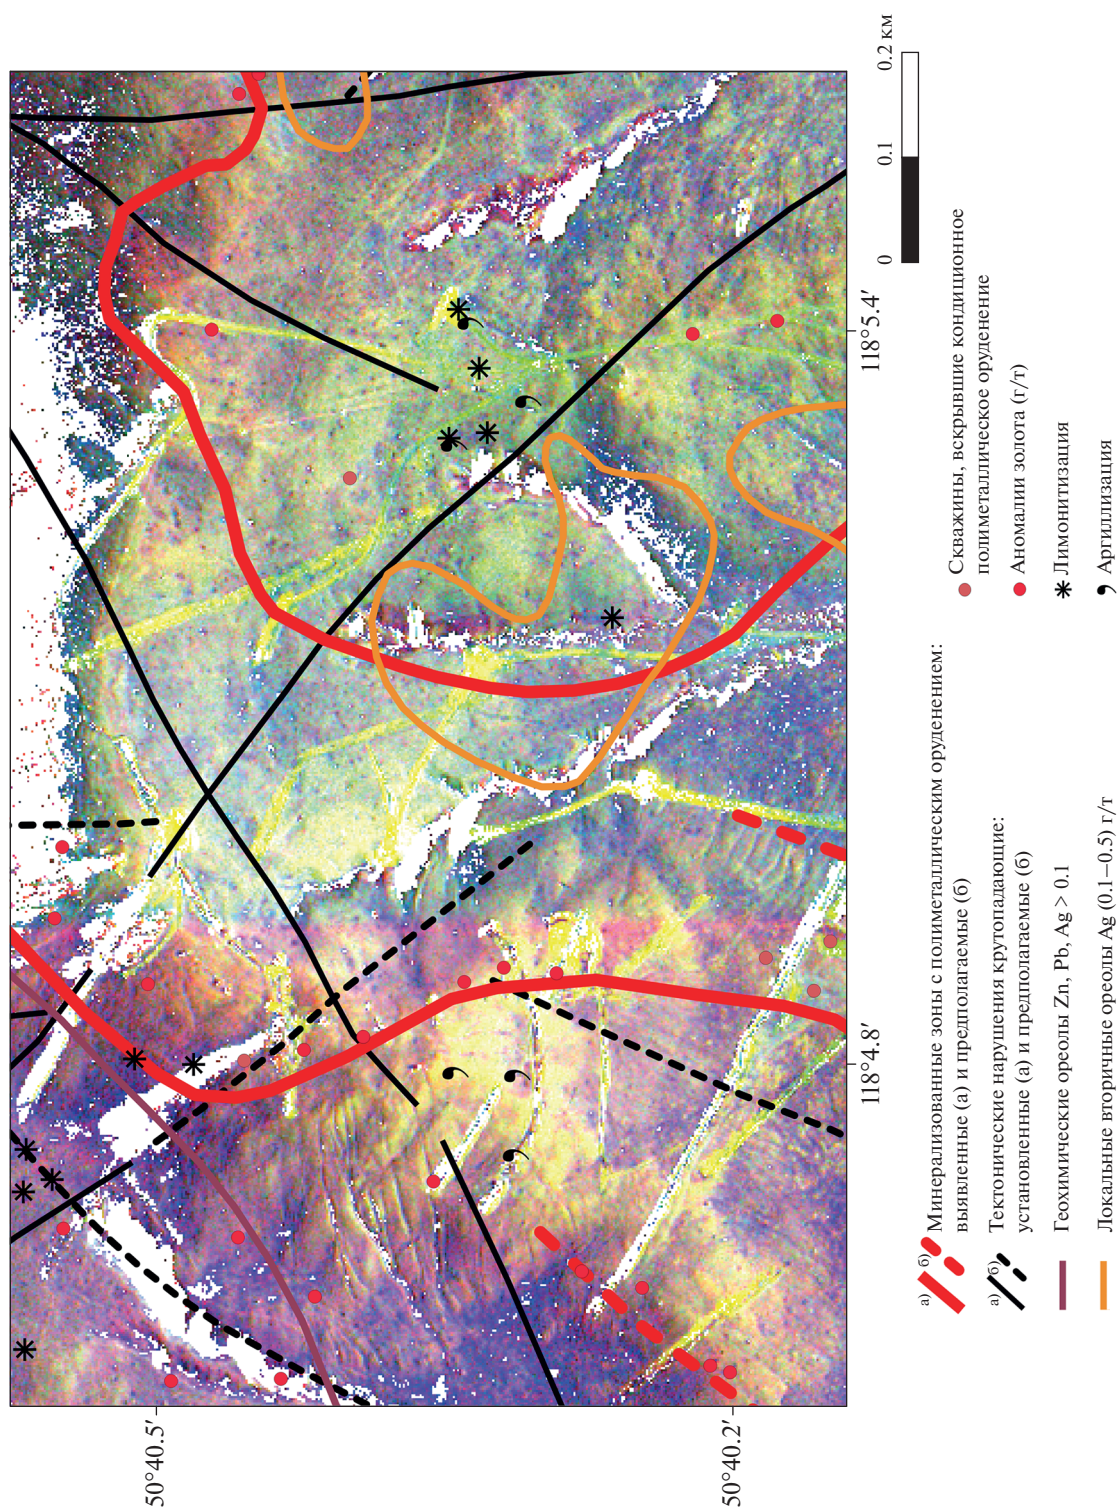 50°40.5′
50°40.2′
118°4.8′
118°5.4′
0
0.1
0.2 км
а)
б)
Минерализованные зоны с полиметаллическим оруденением:
выявленные (а) и предполагаемые (б)
а)
б)
Тектонические нарушения крутопадающие:
установленные (а) и предполагаемые (б)
Геохимические ореолы Zn, Pb, Ag > 0.1
Локальные вторичные ореолы Ag (0.1–0.5) г/т
Скважины, вскрывшие кондиционное
полиметаллическое оруденение
Аномалии золота (г/т)
Лимонитизация
Аргиллизация